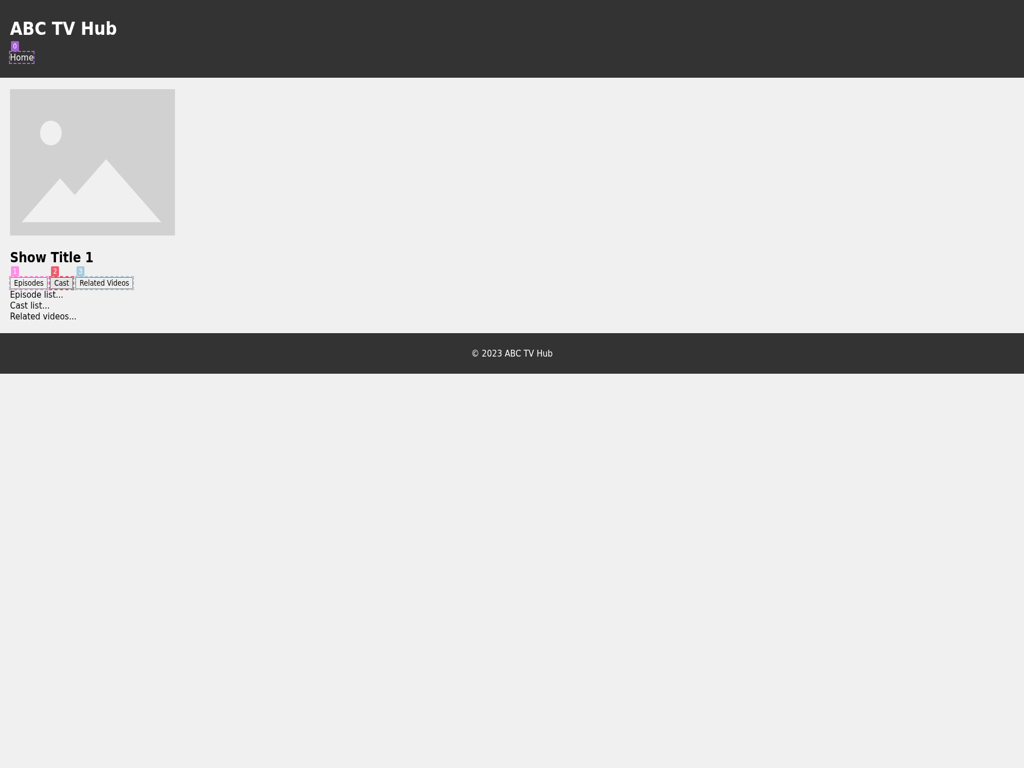 ABC TV Hub
0
Home
Show Title 1
1 2 3
Episodes Cast Related Videos
Episode list...
Cast list...
Related videos...
© 2023 ABC TV Hub